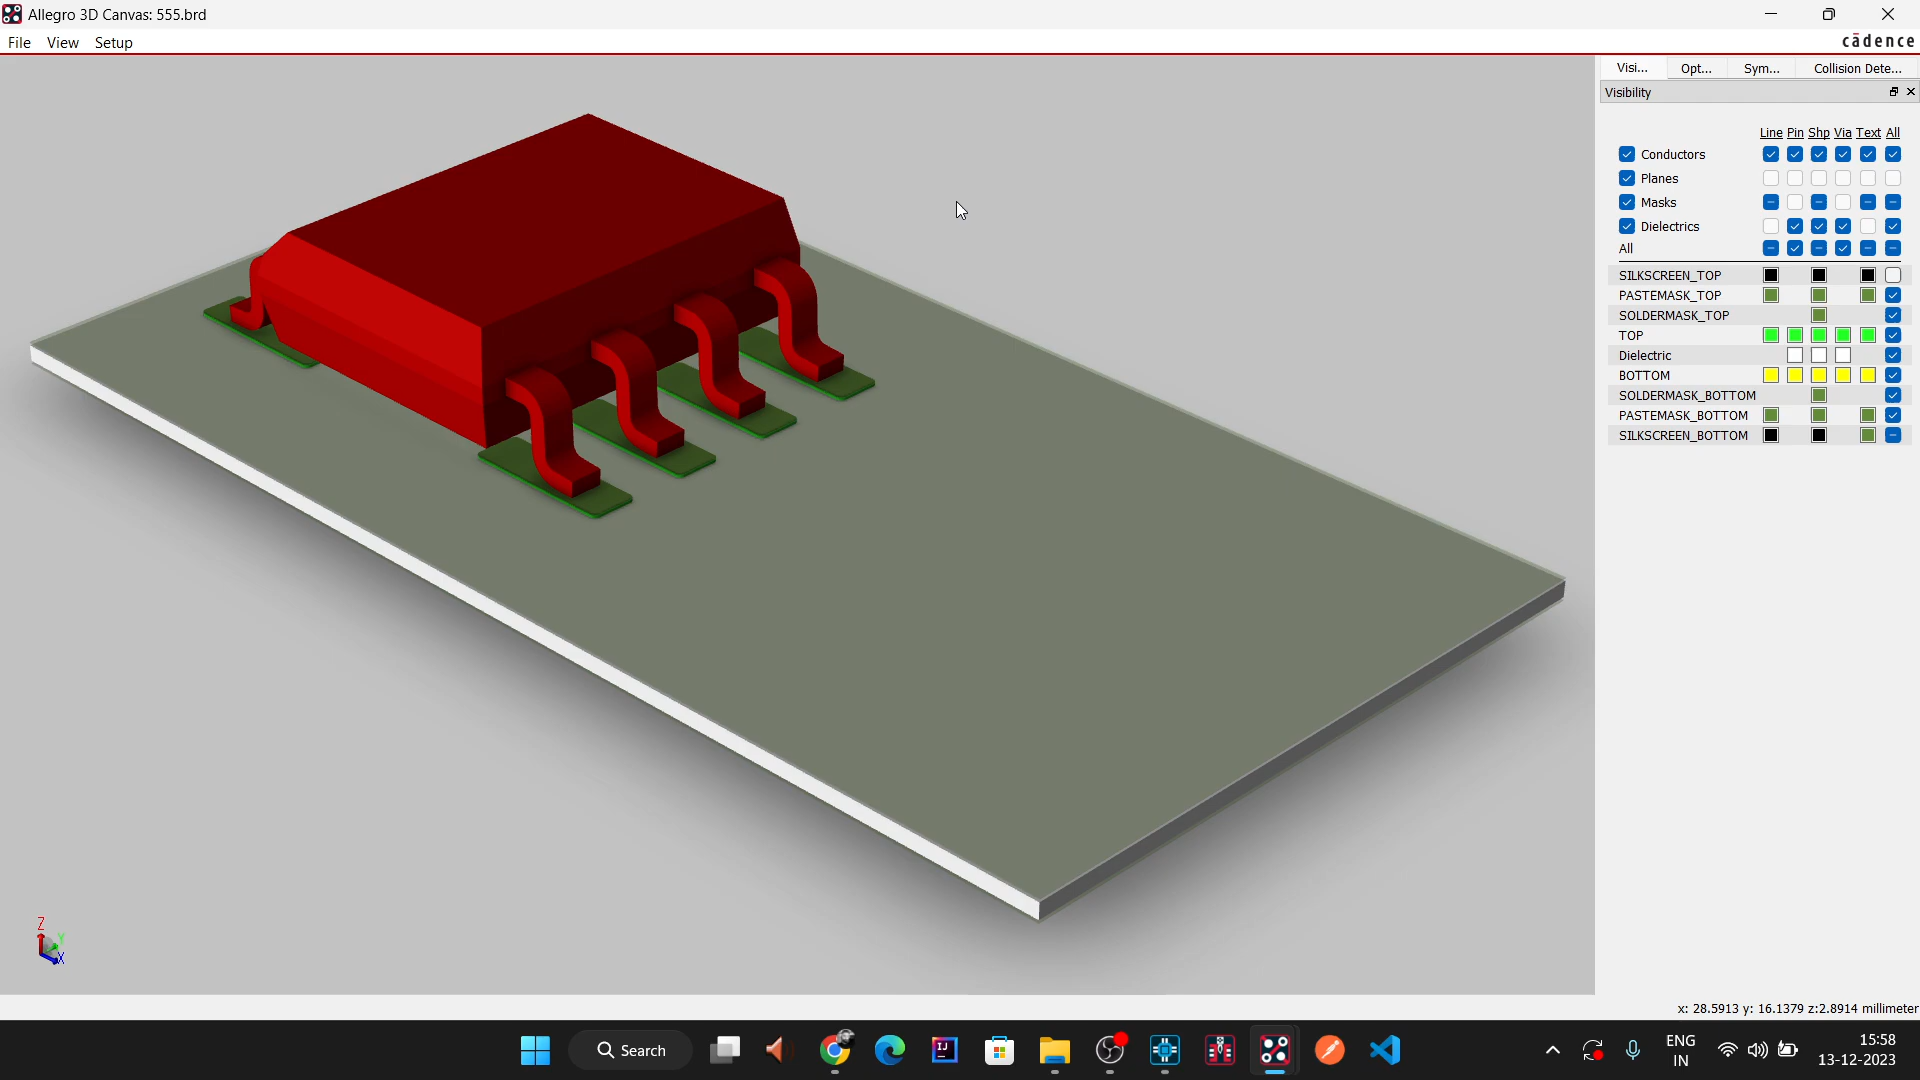 Allegro 3D Canvas: 555.brd
File View Setup
cādence
Visi... Opt... Sym... Collision Dete...
Visibility
Line Pin Shp Via Text All
Conductors
Planes
Masks
Dielectrics
All
SILKSCREEN_TOP
PASTEMASK_TOP
SOLDERMASK_TOP
TOP
Dielectric
BOTTOM
SOLDERMASK_BOTTOM
PASTEMASK_BOTTOM
SILKSCREEN_BOTTOM
Z
Y
X
x: 28.5913 y: 16.1379 z:2.8914 millimeter
Search
IJ
ENG
IN
15:58
13-12-2023